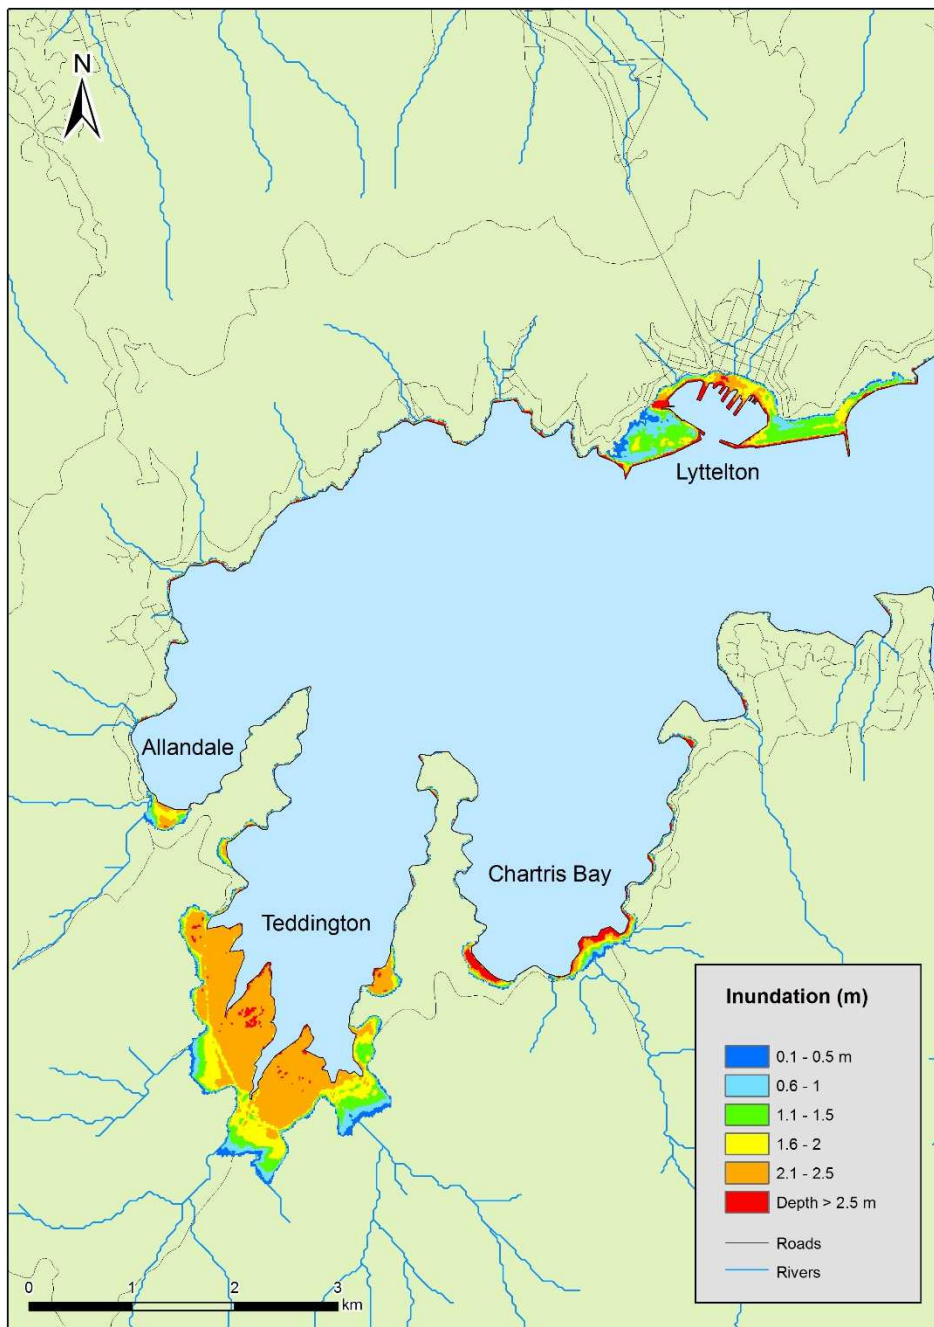 N
Lyttelton
Allandale
Chartris Bay
Teddington
Inundation (m)
0.1 - 0.5 m
0.6 - 1
1.1 - 1.5
1.6 - 2
2.1 - 2.5
Depth > 2.5 m
Roads
Rivers
0 1 2 3
km